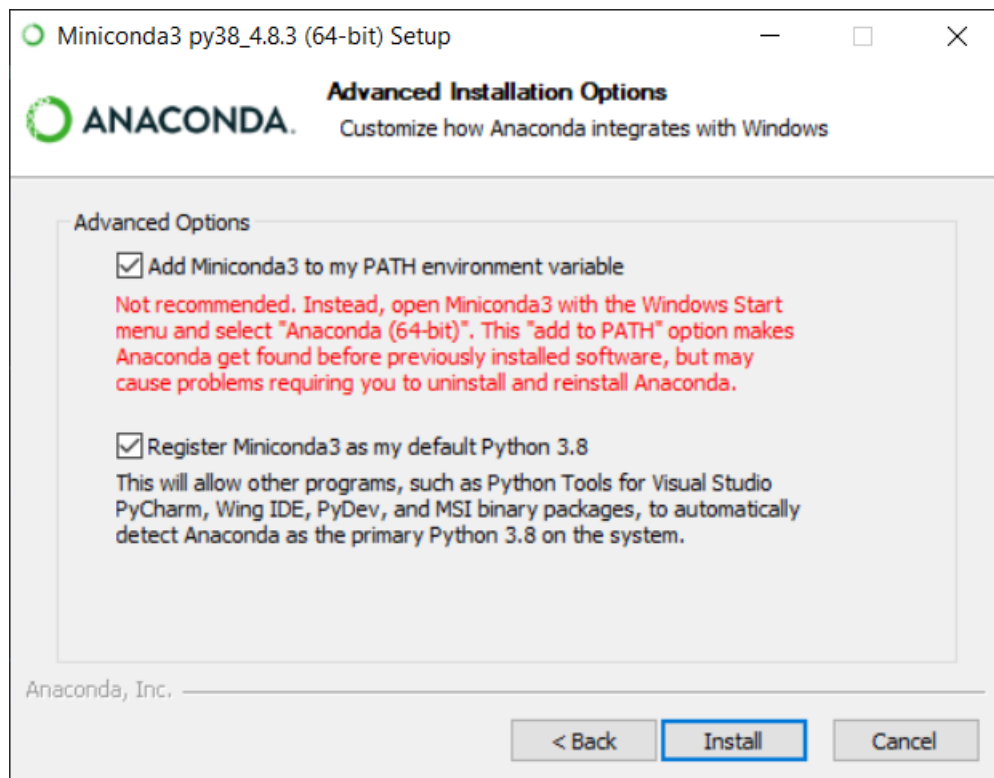 Miniconda3 py38_4.8.3 (64-bit) Setup
ANACONDA.
Advanced Installation Options
Customize how Anaconda integrates with Windows
Advanced Options
Add Miniconda3 to my PATH environment variable
Not recommended. Instead, open Miniconda3 with the Windows Start
menu and select "Anaconda (64-bit)". This "add to PATH" option makes
Anaconda get found before previously installed software, but may
cause problems requiring you to uninstall and reinstall Anaconda.
Register Miniconda3 as my default Python 3.8
This will allow other programs, such as Python Tools for Visual Studio
PyCharm, Wing IDE, PyDev, and MSI binary packages, to automatically
detect Anaconda as the primary Python 3.8 on the system.
Anaconda, Inc.
< Back
Install
Cancel